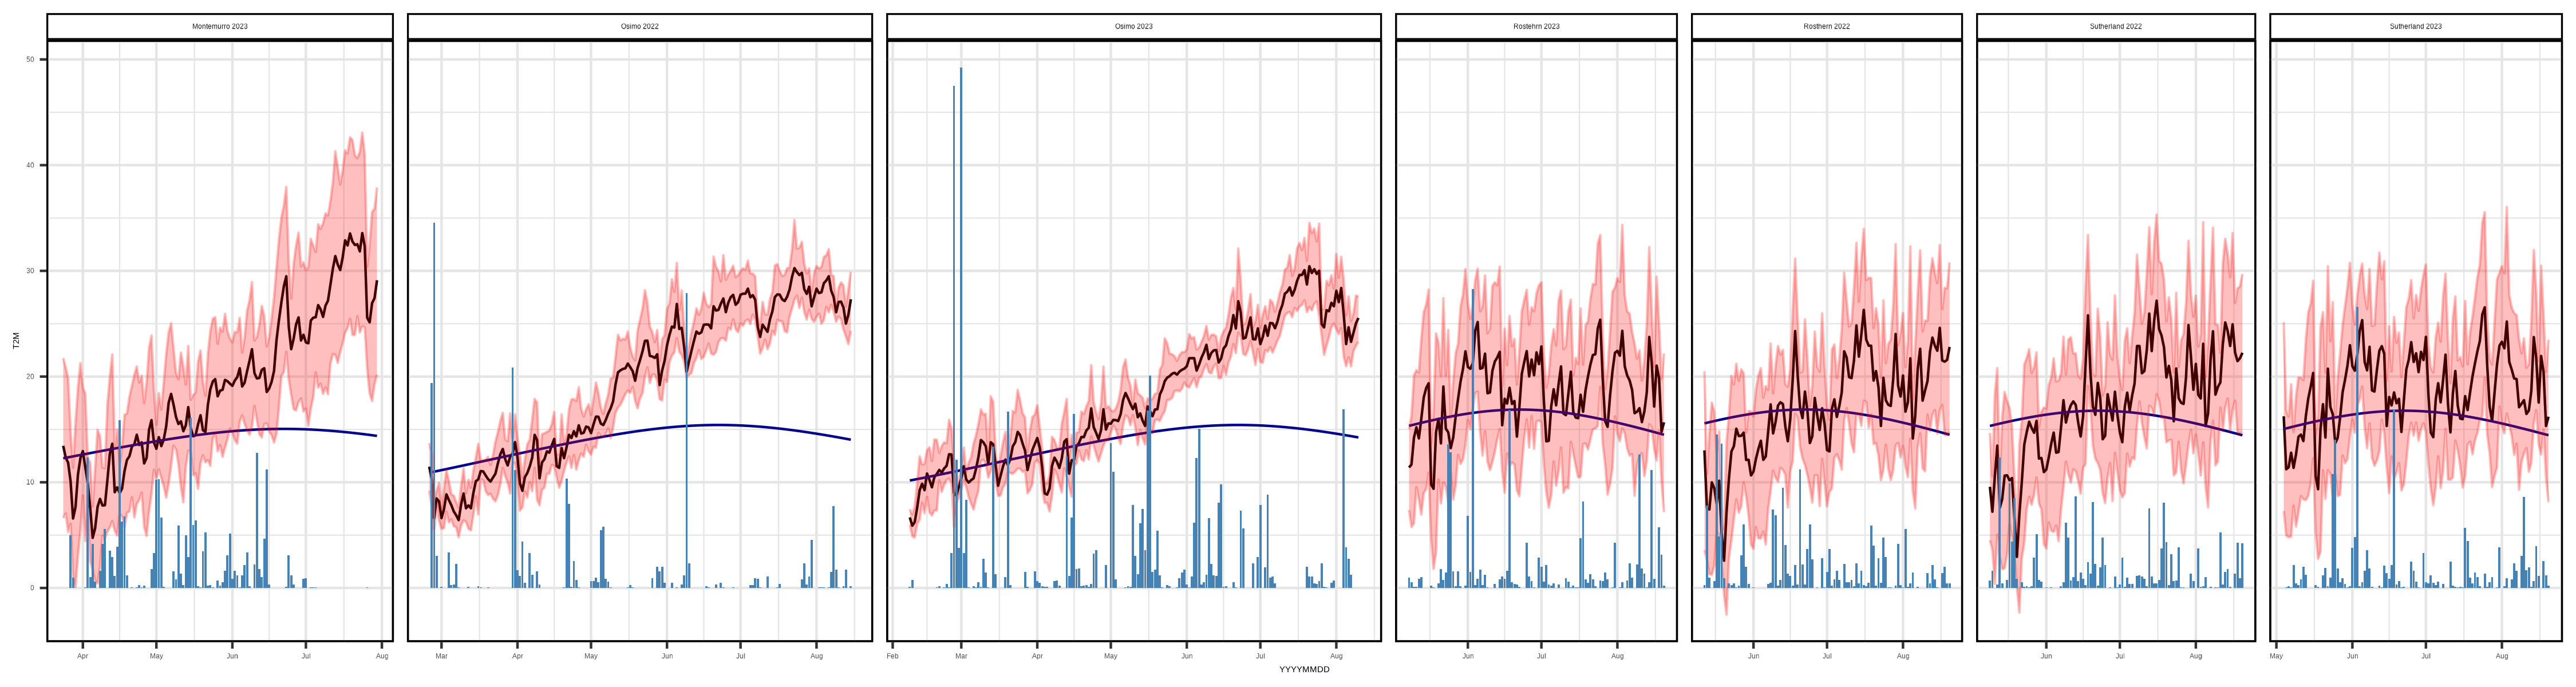 Montemurro 2023
Osimo 2022
Osimo 2023
Rostehrn 2023
Rosthern 2022
Sutherland 2022
Sutherland 2023
50
40
30
20
10
0
T2M
Apr May Jun Jul Aug
Mar Apr May Jun Jul Aug
Feb Mar Apr May Jun Jul Aug
Jun Jul Aug
Jun Jul Aug
Jun Jul Aug
May Jun Jul Aug
YYYYMMDD